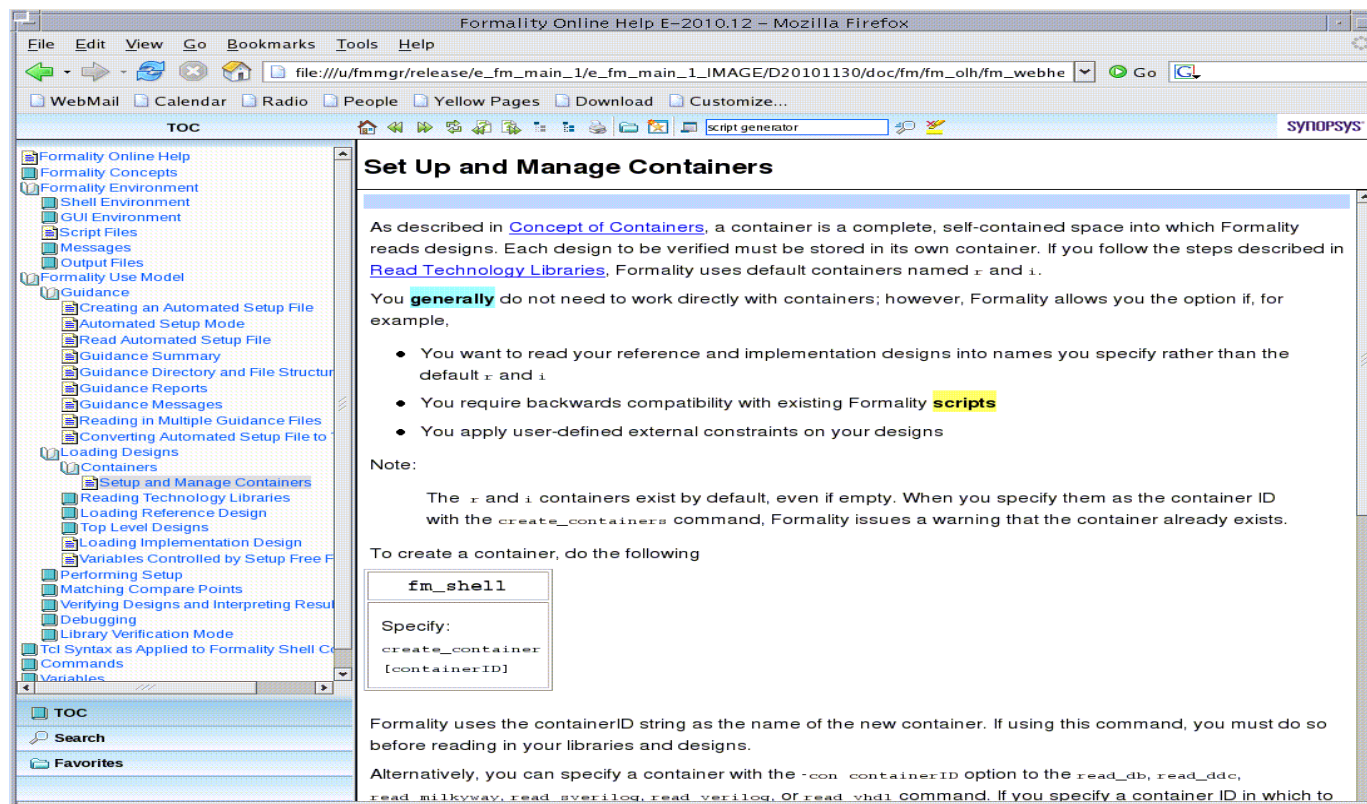 Formality Online Help E-2010.12 - Mozilla Firefox
File Edit View Go Bookmarks Tools Help
file:///u/fmmgr/release/e_fm_main_1/e_fm_main_1_IMAGE/D20101130/doc/fm/fm_olh/fm_webhe Go G
WebMail Calendar Radio People Yellow Pages Download Customize...
TOC
script generator
SYNOPSYS
Formality Online Help
Formality Concepts
Formality Environment
Shell Environment
GUI Environment
Script Files
Messages
Output Files
Formality Use Model
Guidance
Creating an Automated Setup File
Automated Setup Mode
Read Automated Setup File
Guidance Summary
Guidance Directory and File Structur
Guidance Reports
Guidance Messages
Reading in Multiple Guidance Files
Converting Automated Setup File to
Loading Designs
Containers
Setup and Manage Containers
Reading Technology Libraries
Loading Reference Design
Top Level Designs
Loading Implementation Design
Variables Controlled by Setup Free F
Performing Setup
Matching Compare Points
Verifying Designs and Interpreting Resul
Debugging
Library Verification Mode
Tcl Syntax as Applied to Formality Shell Co
Commands
Variables
TOC
Search
Favorites
Set Up and Manage Containers
As described in Concept of Containers, a container is a complete, self-contained space into which Formality
reads designs. Each design to be verified must be stored in its own container. If you follow the steps described in
Read Technology Libraries, Formality uses default containers named r and i.
You generally do not need to work directly with containers; however, Formality allows you the option if, for
example,
● You want to read your reference and implementation designs into names you specify rather than the
default r and i
● You require backwards compatibility with existing Formality scripts
● You apply user-defined external constraints on your designs
Note:
The r and i containers exist by default, even if empty. When you specify them as the container ID
with the create_containers command, Formality issues a warning that the container already exists.
To create a container, do the following
fm_shell
Specify:
create_container
[containerID]
Formality uses the containerID string as the name of the new container. If using this command, you must do so
before reading in your libraries and designs.
Alternatively, you can specify a container with the -con containerID option to the read_db, read_ddc,
read_milkyway, read_sverilog, read_verilog, or read_vhdl command. If you specify a container ID in which to